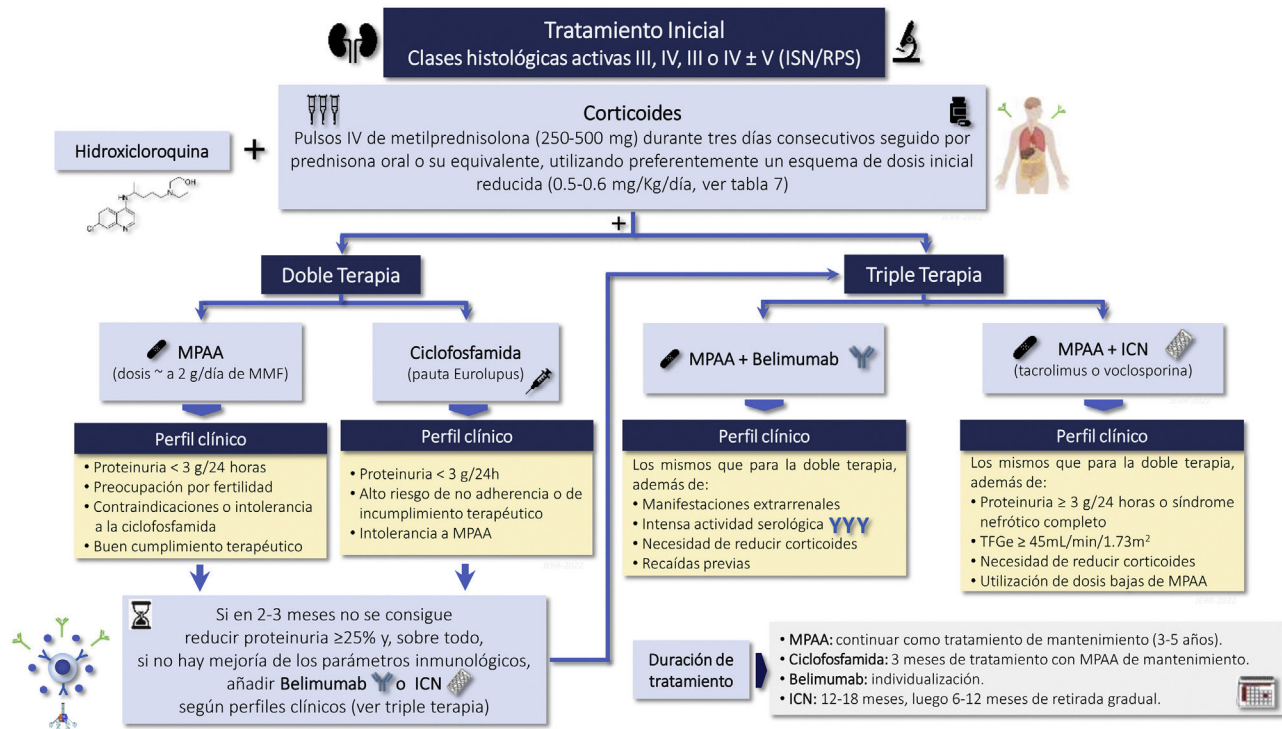 Tratamiento Inicial
Clases histológicas activas III, IV, III o IV ± V (ISN/RPS)
Hidroxicloroquina
+
Corticoides
Pulsos IV de metilprednisolona (250-500 mg) durante tres días consecutivos seguido por
prednisona oral o su equivalente, utilizando preferentemente un esquema de dosis inicial
reducida (0.5-0.6 mg/Kg/día, ver tabla 7)
OH
N
HN
Cl
N
+
Doble Terapia
Triple Terapia
MPAA
(dosis ~ a 2 g/día de MMF)
Ciclofosfamida
(pauta Eurolupus)
MPAA + Belimumab
MPAA + ICN
(tacrolimus o voclosporina)
Perfil clínico
• Proteinuria < 3 g/24 horas
• Preocupación por fertilidad
• Contraindicaciones o intolerancia
a la ciclofosfamida
• Buen cumplimiento terapéutico
Perfil clínico
• Proteinuria < 3 g/24h
• Alto riesgo de no adherencia o de
incumplimiento terapéutico
• Intolerancia a MPAA
Perfil clínico
Los mismos que para la doble terapia,
además de:
• Manifestaciones extrarrenales
• Intensa actividad serológica
• Necesidad de reducir corticoides
• Recaídas previas
Perfil clínico
Los mismos que para la doble terapia,
además de:
• Proteinuria ≥ 3 g/24 horas o síndrome
nefrótico completo
• TFGe ≥ 45mL/min/1.73m²
• Necesidad de reducir corticoides
• Utilización de dosis bajas de MPAA
Si en 2-3 meses no se consigue
reducir proteinuria ≥25% y, sobre todo,
si no hay mejoría de los parámetros inmunológicos,
añadir Belimumab o ICN
según perfiles clínicos (ver triple terapia)
Duración de
tratamiento
• MPAA: continuar como tratamiento de mantenimiento (3-5 años).
• Ciclofosfamida: 3 meses de tratamiento con MPAA de mantenimiento.
• Belimumab: individualización.
• ICN: 12-18 meses, luego 6-12 meses de retirada gradual.